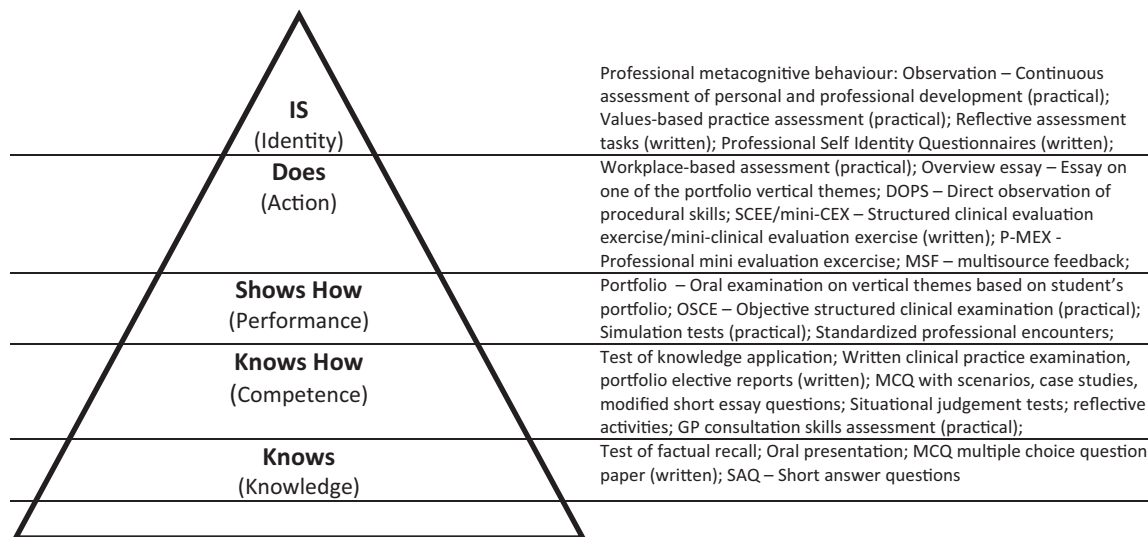 IS
(Identity)
Professional metacognitive behaviour: Observation – Continuous
assessment of personal and professional development (practical);
Values-based practice assessment (practical); Reflective assessment
tasks (written); Professional Self Identity Questionnaires (written);
Does
(Action)
Workplace-based assessment (practical); Overview essay – Essay on
one of the portfolio vertical themes; DOPS – Direct observation of
procedural skills; SCEE/mini-CEX – Structured clinical evaluation
exercise/mini-clinical evaluation exercise (written); P-MEX -
Professional mini evaluation excercise; MSF – multisource feedback;
Shows How
(Performance)
Portfolio – Oral examination on vertical themes based on student's
portfolio; OSCE – Objective structured clinical examination (practical);
Simulation tests (practical); Standardized professional encounters;
Knows How
(Competence)
Test of knowledge application; Written clinical practice examination,
portfolio elective reports (written); MCQ with scenarios, case studies,
modified short essay questions; Situational judgement tests; reflective
activities; GP consultation skills assessment (practical);
Knows
(Knowledge)
Test of factual recall; Oral presentation; MCQ multiple choice question
paper (written); SAQ – Short answer questions